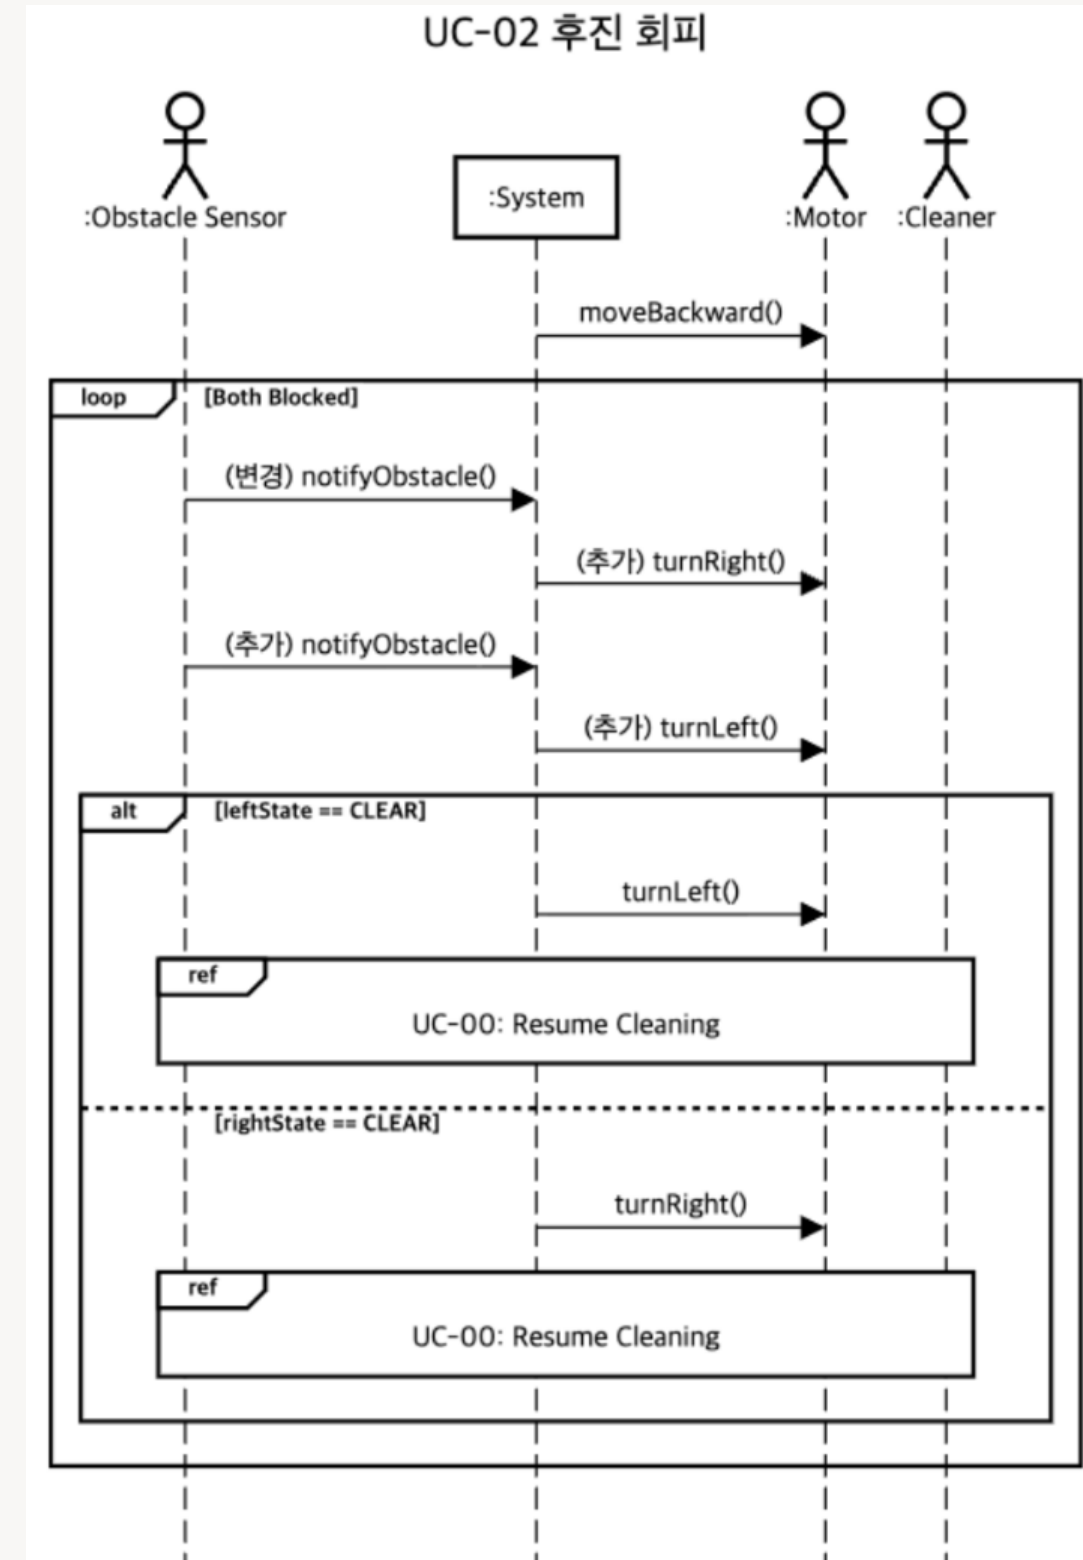 UC-02 후진 회피
:Obstacle Sensor
:System
:Motor
:Cleaner
moveBackward()
loop
[Both Blocked]
(변경) notifyObstacle()
(추가) turnRight()
(추가) notifyObstacle()
(추가) turnLeft()
alt
[leftState == CLEAR]
turnLeft()
ref
UC-00: Resume Cleaning
[rightState == CLEAR]
turnRight()
ref
UC-00: Resume Cleaning